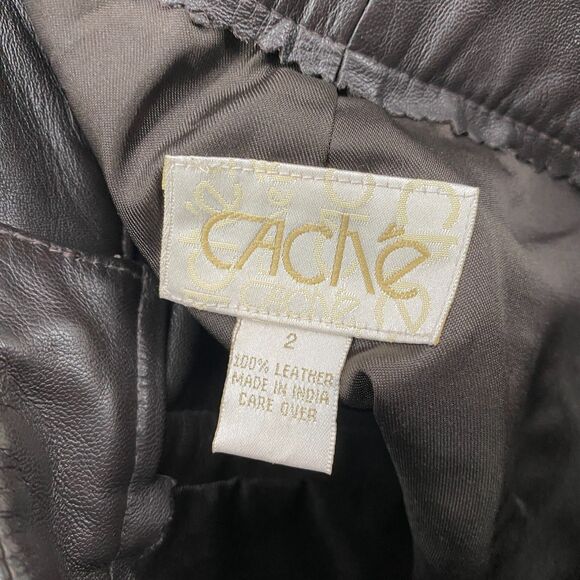 Caché
2
100% LEATHER
MADE IN INDIA
CARE OVER